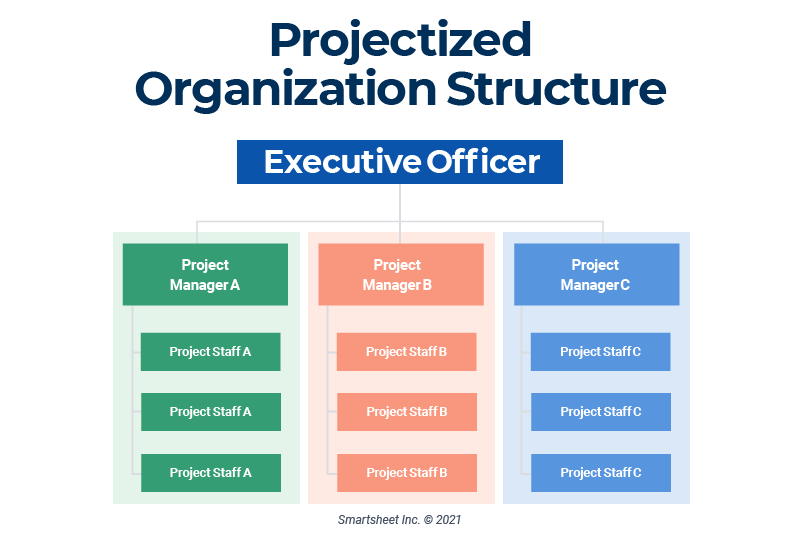 Projectized
Organization Structure
Executive Officer
Project
Manager A
Project
Manager B
Project
Manager C
Project Staff A
Project Staff B
Project Staff C
Project Staff A
Project Staff B
Project Staff C
Project Staff A
Project Staff B
Project Staff C
Smartsheet Inc. © 2021